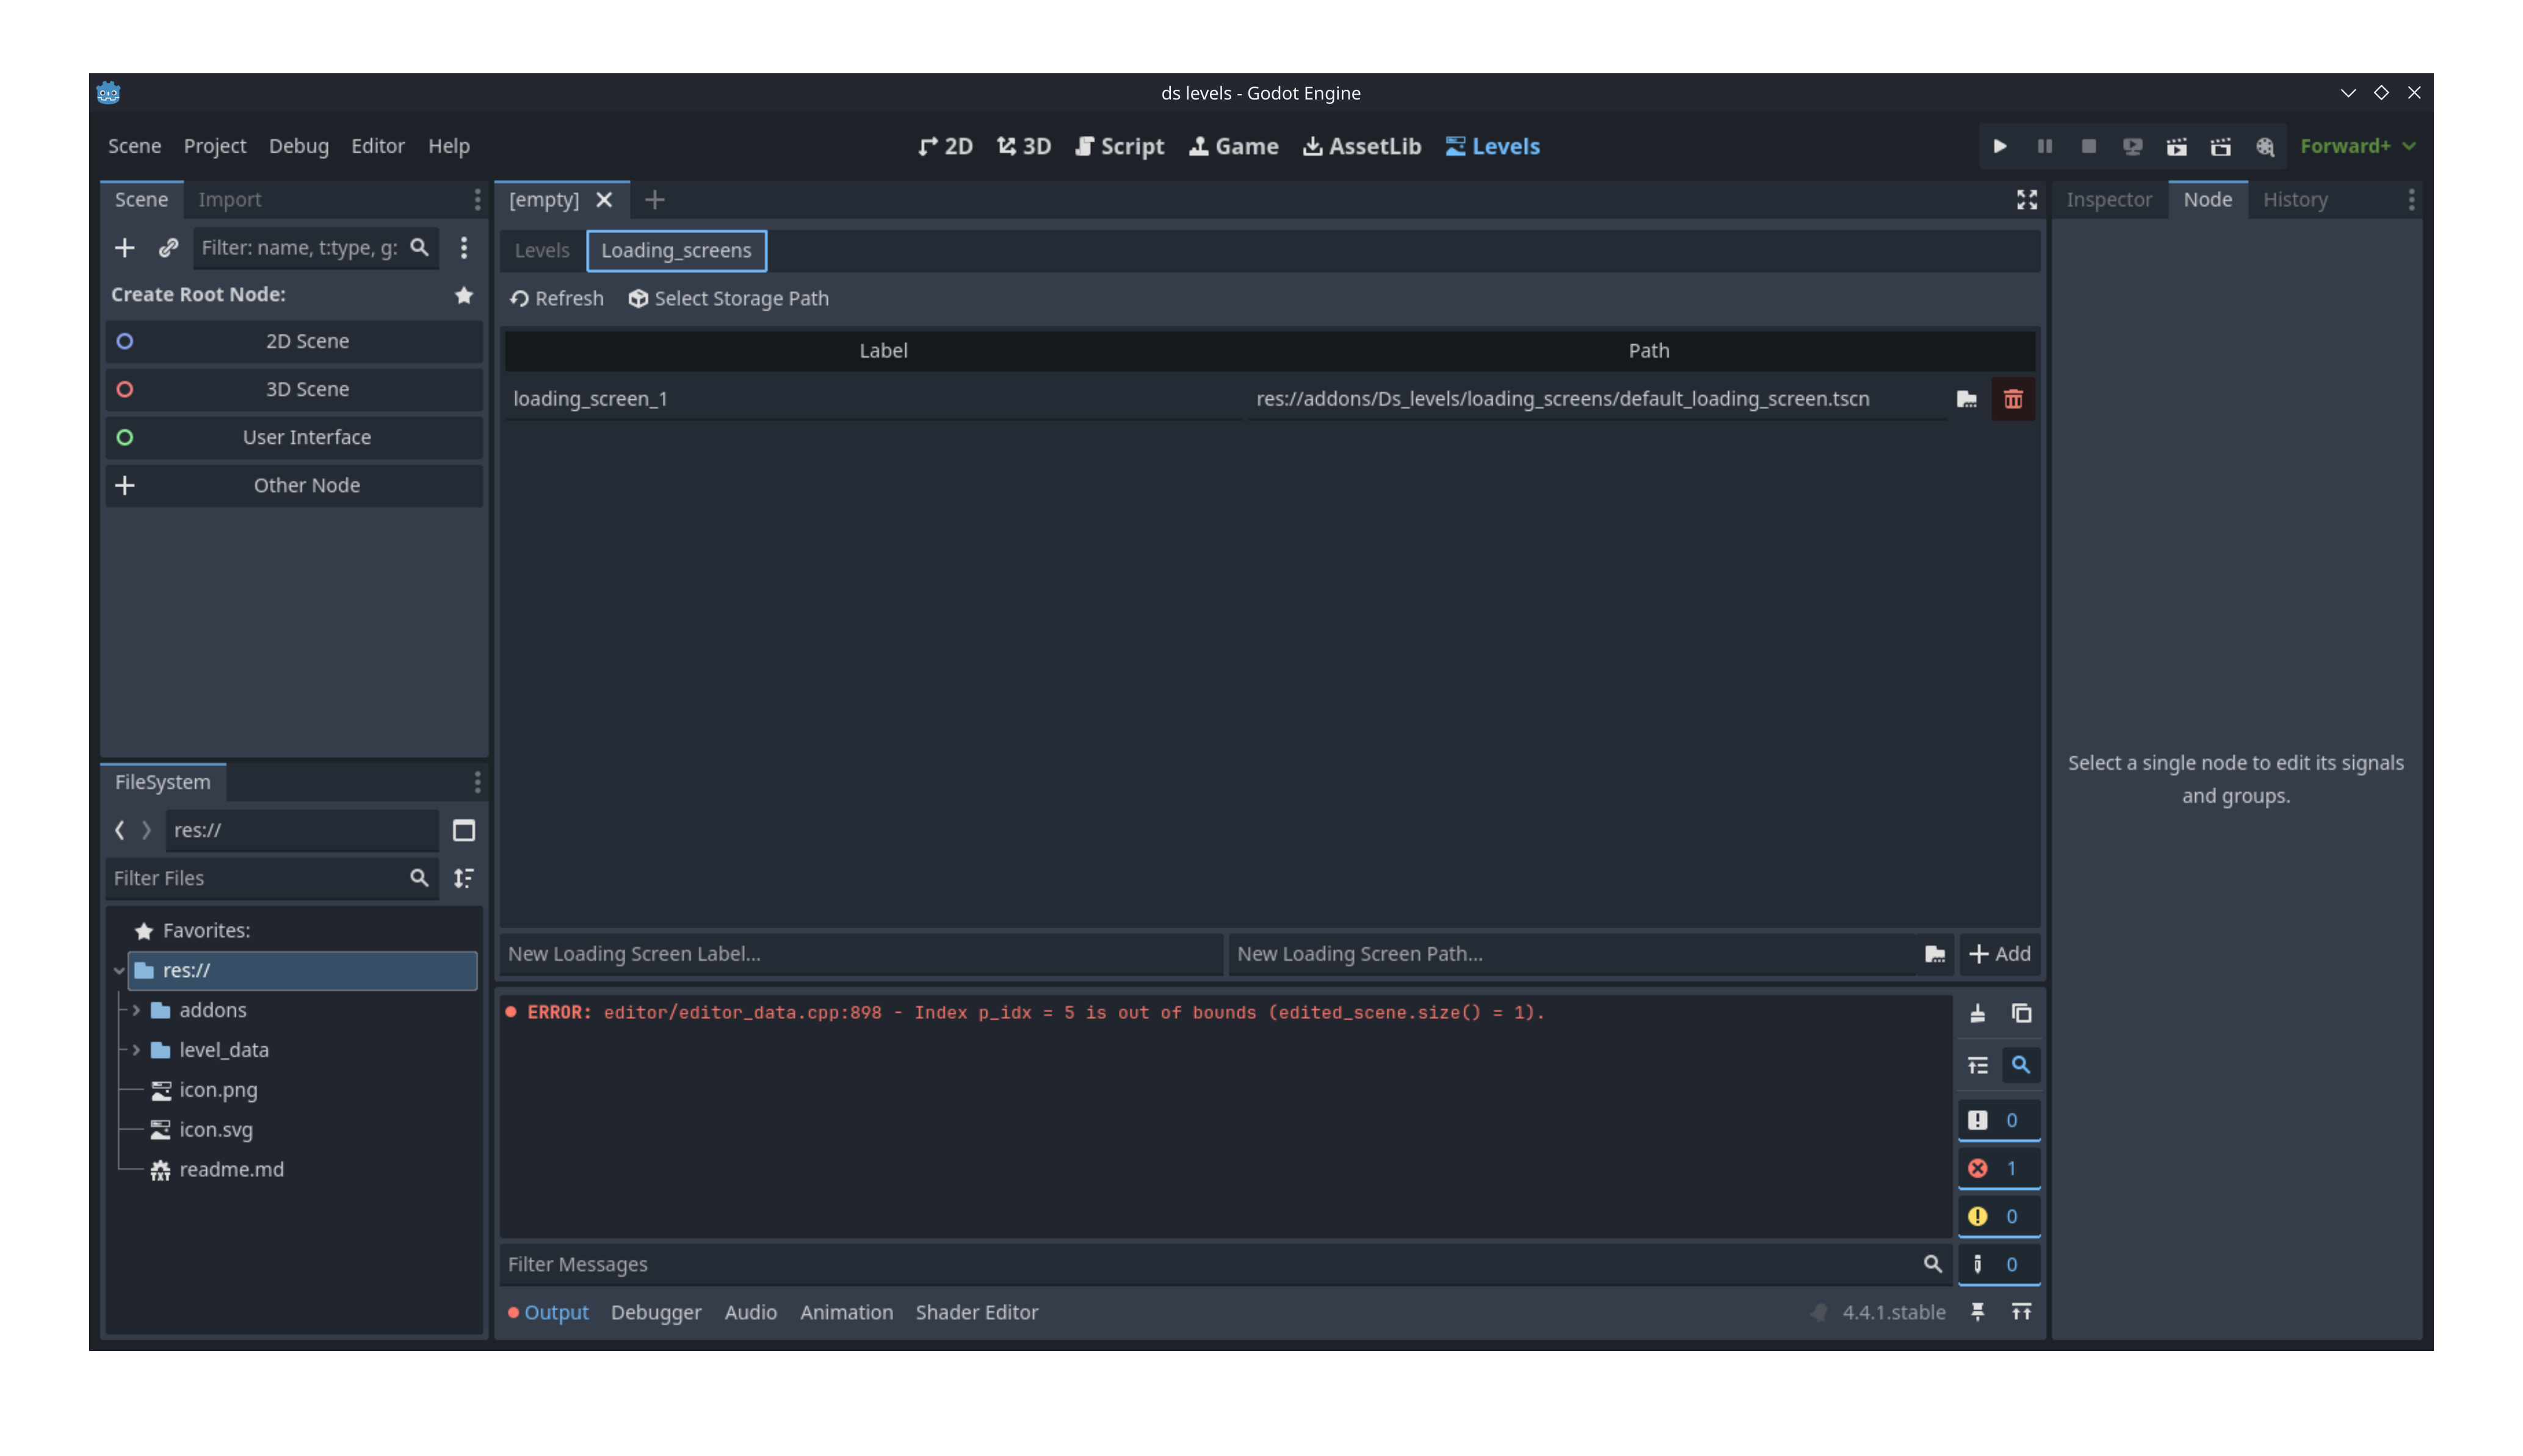 ds levels - Godot Engine
Scene Project Debug Editor Help
2D 3D Script Game AssetLib Levels
Forward+
Scene Import
Filter: name, t:type, g:
Create Root Node:
2D Scene
3D Scene
User Interface
Other Node
[empty]
Levels Loading_screens
Refresh Select Storage Path
Label Path
loading_screen_1 res://addons/Ds_levels/loading_screens/default_loading_screen.tscn
New Loading Screen Label... New Loading Screen Path... Add
Inspector Node History
Select a single node to edit its signals
and groups.
FileSystem
res://
Filter Files
Favorites:
res://
addons
level_data
icon.png
icon.svg
readme.md
ERROR: editor/editor_data.cpp:898 - Index p_idx = 5 is out of bounds (edited_scene.size() = 1).
0
1
0
0
Filter Messages
Output Debugger Audio Animation Shader Editor 4.4.1.stable